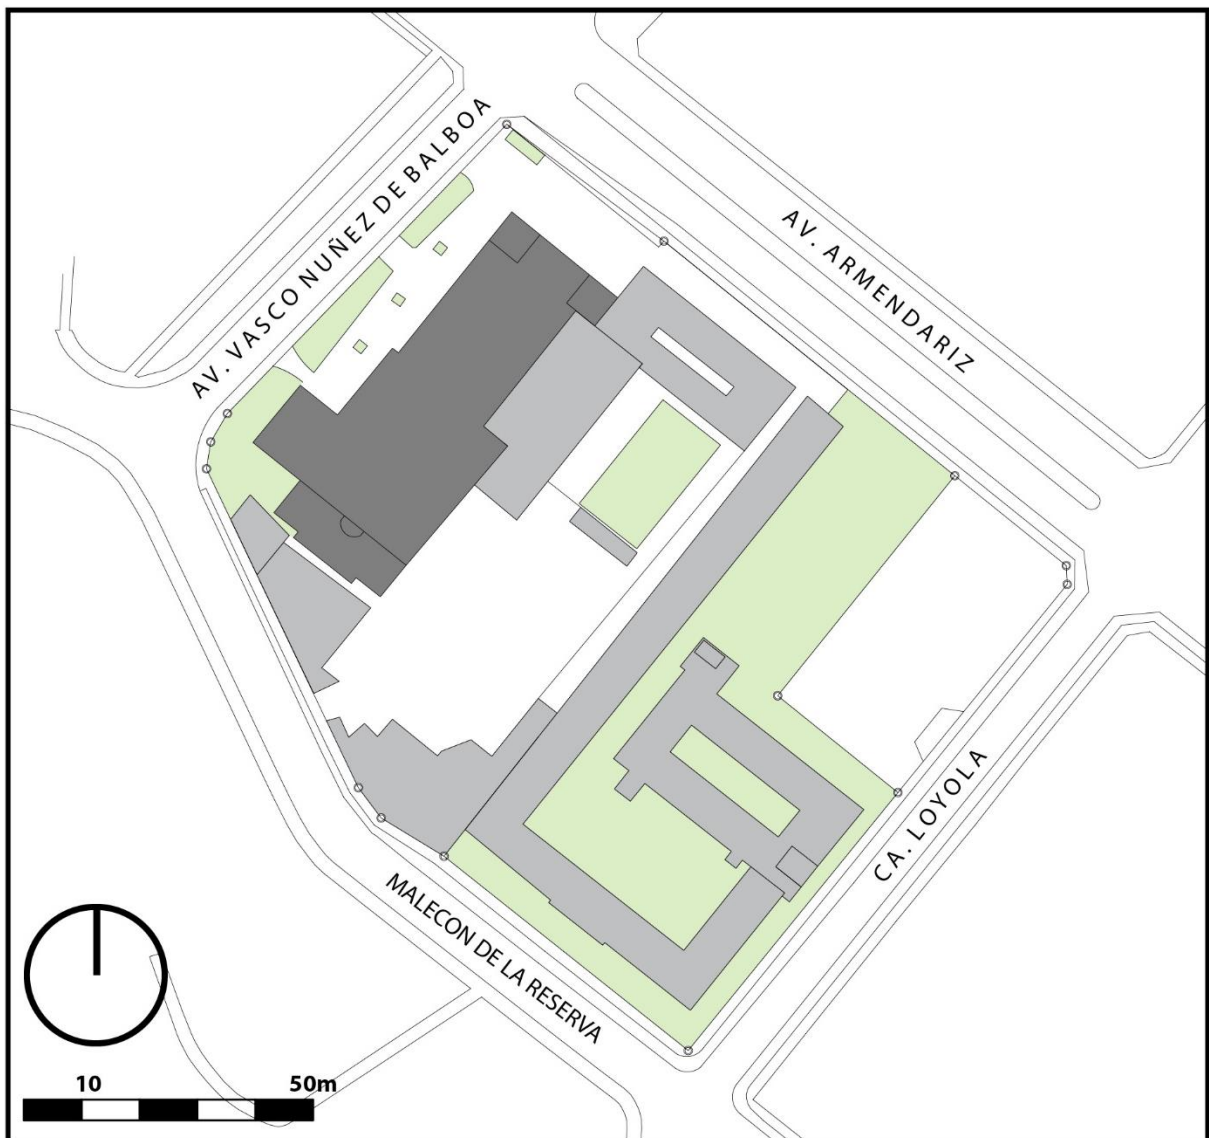 AV. VASCO NUÑEZ DE BALBOA
AV. ARMENDARIZ
CA. LOYOLA
MALECON DE LA RESERVA
10 50m